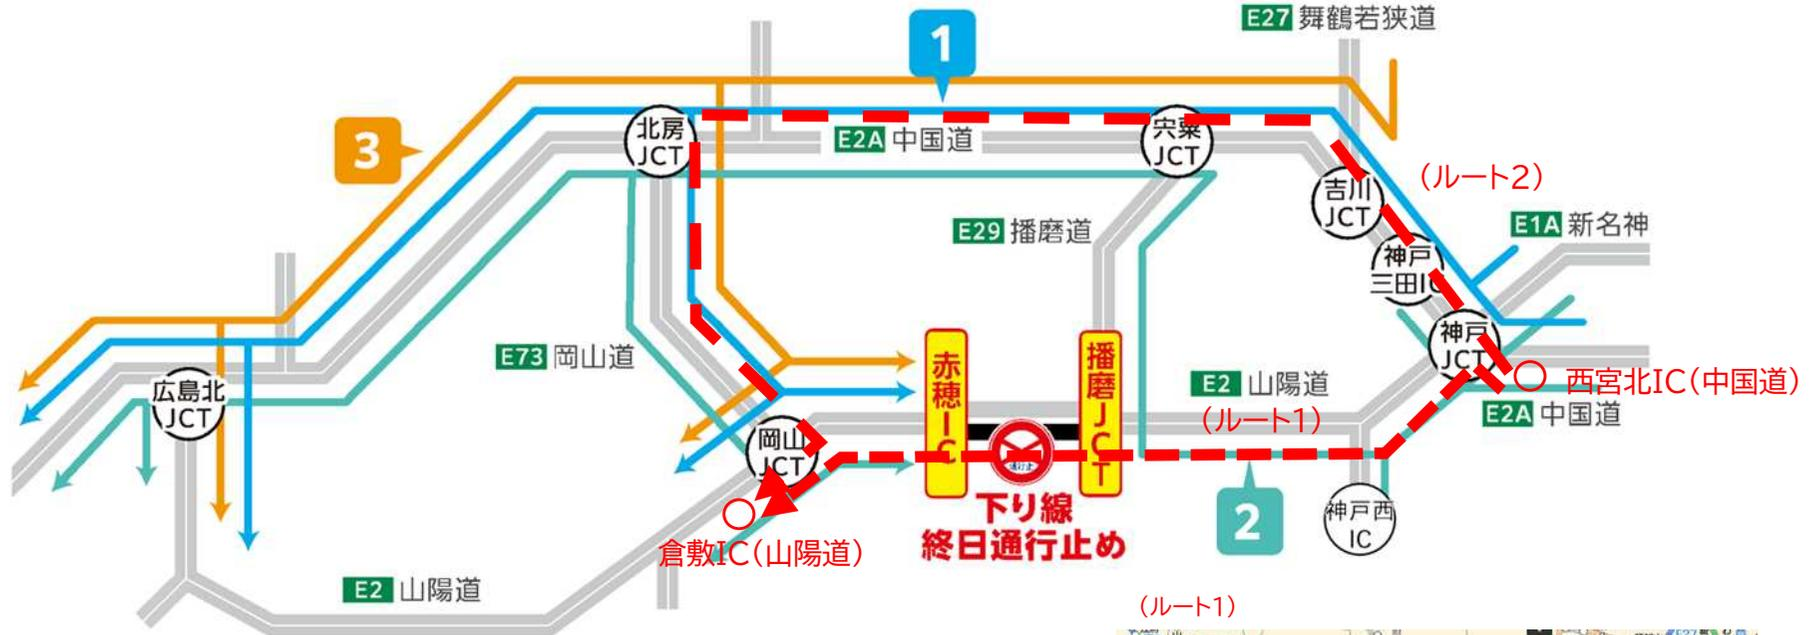 E27 舞鶴若狭道
1
3
北房
JCT
E2A 中国道
宍粟
JCT
(ルート2)
吉川
JCT
E1A 新名神
E29 播磨道
神戸
三田IC
神戸
JCT
E73 岡山道
赤穂IC
播磨JCT
E2 山陽道
(ルート1)
西宮北IC(中国道)
広島北
JCT
E2A 中国道
岡山
JCT
通行止
下り線
終日通行止め
2
神戸西
IC
倉敷IC(山陽道)
E2 山陽道
(ルート1)